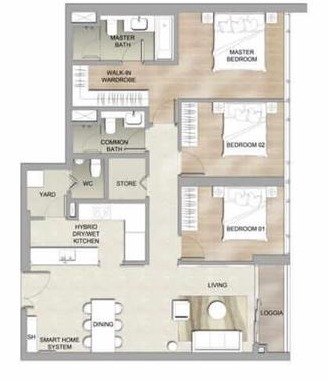 MASTER
BATH
MASTER
BEDROOM
WALK-IN
WARDROBE
COMMON
BATH
BEDROOM 02
WC
STORE
YARD
BEDROOM 01
HYBRID
DRY/WET
KITCHEN
LIVING
LOGGIA
DINING
SH
SMART HOME
SYSTEM